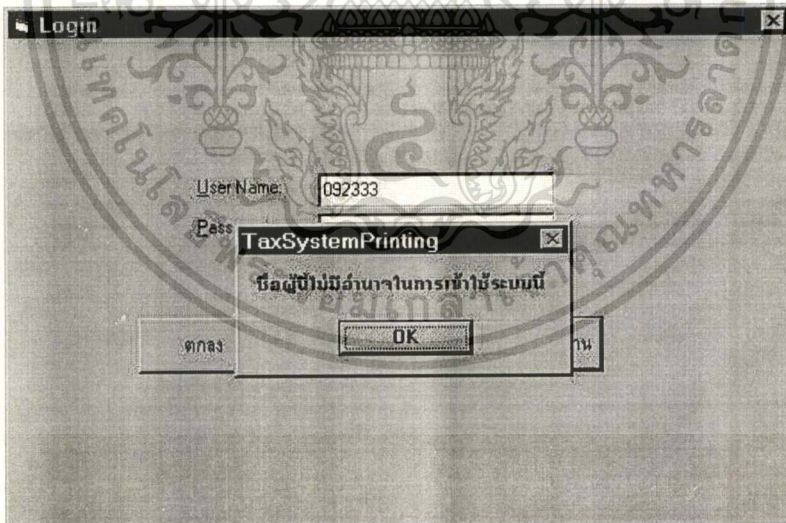 Login
User Name: 092333
Pass
TaxSystemPrinting
ชื่อผู้นี้ไม่มีอำนาจในการเข้าใช้ระบบนี้
OK
ตกลง
าน